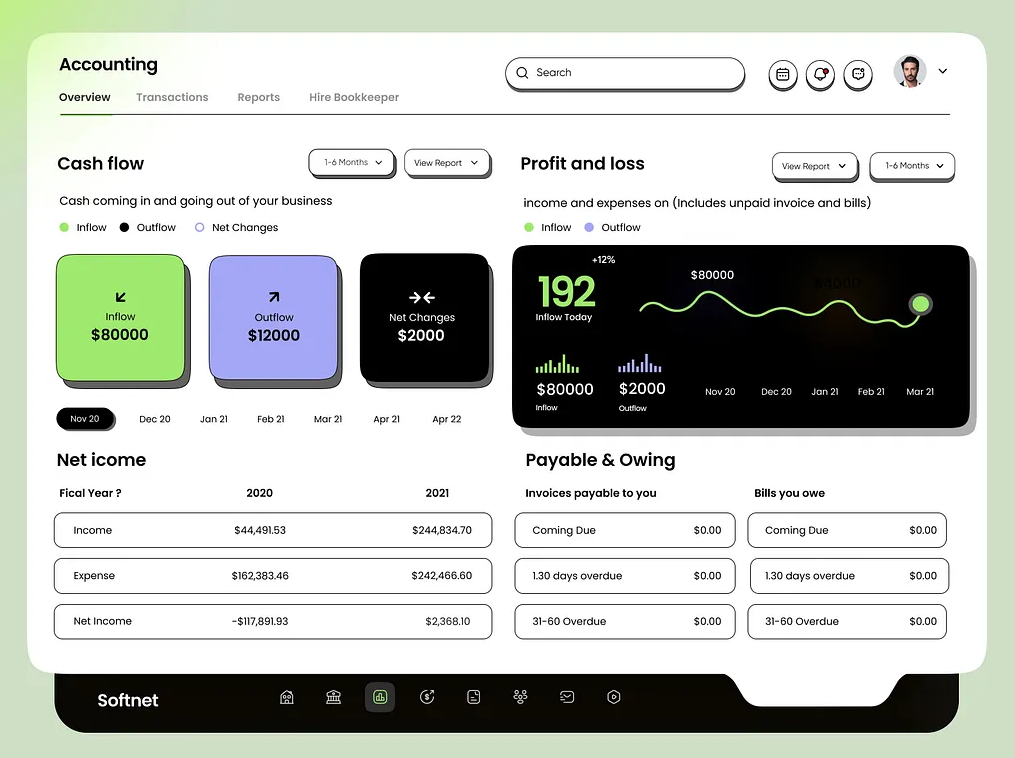 Accounting
Search
Overview Transactions Reports Hire Bookkeeper
Cash flow
1-6 Months
View Report
Cash coming in and going out of your business
Inflow Outflow Net Changes
Inflow
$80000
Outflow
$12000
Net Changes
$2000
Nov 20 Dec 20 Jan 21 Feb 21 Mar 21 Apr 21 Apr 22
Profit and loss
View Report
1-6 Months
income and expenses on (Includes unpaid invoice and bills)
Inflow Outflow
+12%
192
Inflow Today
$80000
$4000
$80000
Inflow
$2000
Outflow
Nov 20 Dec 20 Jan 21 Feb 21 Mar 21
Net icome
Fical Year ? 2020 2021
Income $44,491.53 $244,834.70
Expense $162,383.46 $242,466.60
Net Income -$117,891.93 $2,368.10
Payable & Owing
Invoices payable to you
Coming Due $0.00
1.30 days overdue $0.00
31-60 Overdue $0.00
Bills you owe
Coming Due $0.00
1.30 days overdue $0.00
31-60 Overdue $0.00
Softnet